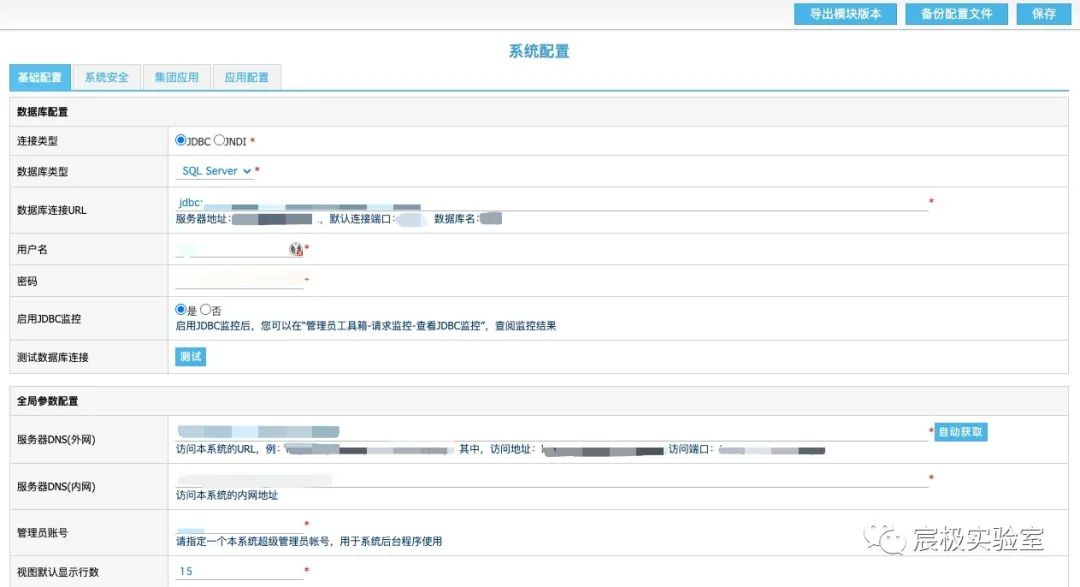 导出模块版本 备份配置文件 保存
系统配置
基础配置 系统安全 集团应用 应用配置
数据库配置
连接类型 JDBC JNDI *
数据库类型 SQL Server *
数据库连接URL jdbc: *
服务器地址: ., 默认连接端口: 数据库名:
用户名 *
密码 *
启用JDBC监控 是 否
启用JDBC监控后，您可以在"管理员工具箱-请求监控-查看JDBC监控"，查阅监控结果
测试数据库连接 测试
全局参数配置
服务器DNS(外网) * 自动获取
访问本系统的URL，例: 其中，访问地址: 访问端口:
服务器DNS(内网) *
访问本系统的内网地址
管理员账号 *
请指定一个本系统超级管理员帐号，用于系统后台程序使用
宸极实验室
视图默认显示行数 15 *